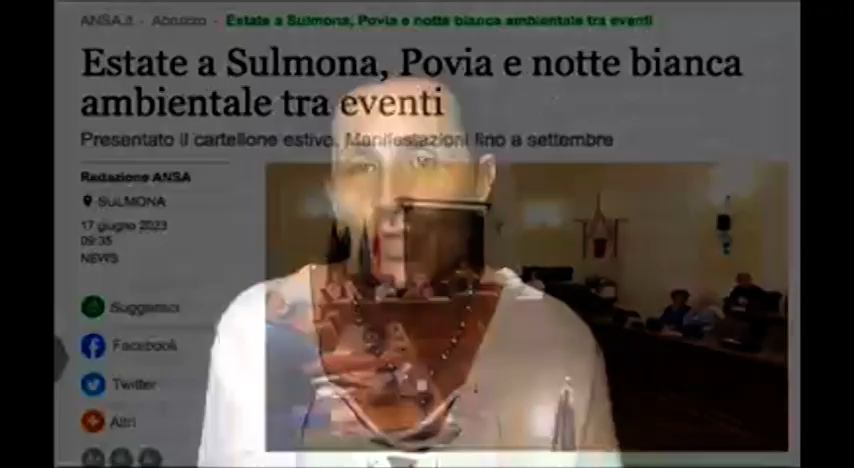 ANSA.it - Abruzzo - Estate a Sulmona, Povia e notte bianca ambientale tra eventi
Estate a Sulmona, Povia e notte bianca
ambientale tra eventi
Presentato il cartellone estivo. Manifestazioni fino a settembre
Redazione ANSA
SULMONA
17 giugno 2023
09:35
NEWS
Suggerisci
Facebook
Twitter
Altri